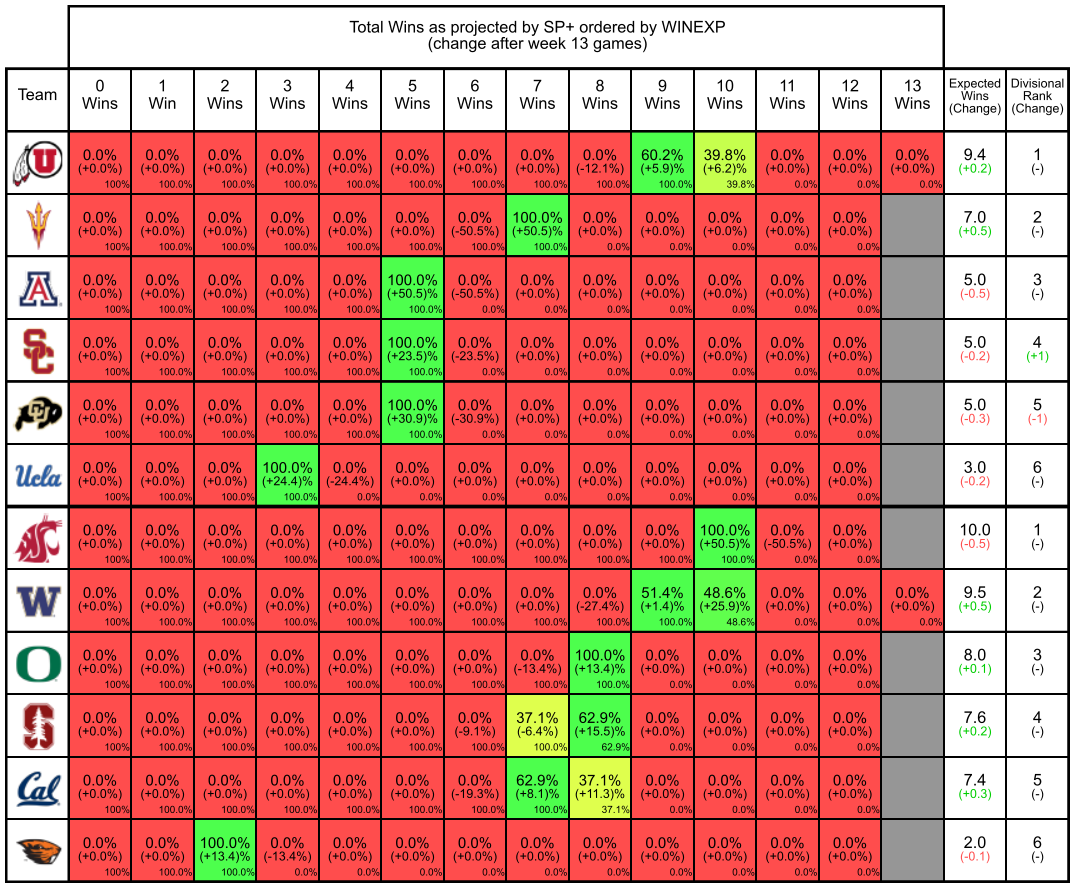 Total Wins as projected by SP+ ordered by WINEXP
(change after week 13 games)
Team 0 Wins 1 Win 2 Wins 3 Wins 4 Wins 5 Wins 6 Wins 7 Wins 8 Wins 9 Wins 10 Wins 11 Wins 12 Wins 13 Wins Expected Wins (Change) Divisional Rank (Change)
U 0.0% 0.0% 0.0% 0.0% 0.0% 0.0% 0.0% 0.0% 0.0% 60.2% 39.8% 0.0% 0.0% 0.0% 9.4 1
(+0.0%) (+0.0%) (+0.0%) (+0.0%) (+0.0%) (+0.0%) (+0.0%) (+0.0%) (-12.1%) (+5.9)% (+6.2)% (+0.0%) (+0.0%) (+0.0%) (+0.2) (-)
100% 100.0% 100.0% 100.0% 100.0% 100.0% 100.0% 100.0% 100.0% 100.0% 39.8% 0.0% 0.0% 0.0%
0.0% 0.0% 0.0% 0.0% 0.0% 0.0% 0.0% 100.0% 0.0% 0.0% 0.0% 0.0% 0.0% 7.0 2
(+0.0%) (+0.0%) (+0.0%) (+0.0%) (+0.0%) (+0.0%) (-50.5%) (+50.5)% (+0.0%) (+0.0%) (+0.0%) (+0.0%) (+0.0%) (+0.5) (-)
100% 100.0% 100.0% 100.0% 100.0% 100.0% 100.0% 100.0% 0.0% 0.0% 0.0% 0.0% 0.0%
A 0.0% 0.0% 0.0% 0.0% 0.0% 100.0% 0.0% 0.0% 0.0% 0.0% 0.0% 0.0% 0.0% 5.0 3
(+0.0%) (+0.0%) (+0.0%) (+0.0%) (+0.0%) (+50.5)% (-50.5%) (+0.0%) (+0.0%) (+0.0%) (+0.0%) (+0.0%) (+0.0%) (-0.5) (-)
100% 100.0% 100.0% 100.0% 100.0% 100.0% 0.0% 0.0% 0.0% 0.0% 0.0% 0.0% 0.0%
SC 0.0% 0.0% 0.0% 0.0% 0.0% 100.0% 0.0% 0.0% 0.0% 0.0% 0.0% 0.0% 0.0% 5.0 4
(+0.0%) (+0.0%) (+0.0%) (+0.0%) (+0.0%) (+23.5)% (-23.5%) (+0.0%) (+0.0%) (+0.0%) (+0.0%) (+0.0%) (+0.0%) (-0.2) (+1)
100% 100.0% 100.0% 100.0% 100.0% 100.0% 0.0% 0.0% 0.0% 0.0% 0.0% 0.0% 0.0%
CU 0.0% 0.0% 0.0% 0.0% 0.0% 100.0% 0.0% 0.0% 0.0% 0.0% 0.0% 0.0% 0.0% 5.0 5
(+0.0%) (+0.0%) (+0.0%) (+0.0%) (+0.0%) (+30.9)% (-30.9%) (+0.0%) (+0.0%) (+0.0%) (+0.0%) (+0.0%) (+0.0%) (-0.3) (-1)
100% 100.0% 100.0% 100.0% 100.0% 100.0% 0.0% 0.0% 0.0% 0.0% 0.0% 0.0% 0.0%
Ucla 0.0% 0.0% 0.0% 100.0% 0.0% 0.0% 0.0% 0.0% 0.0% 0.0% 0.0% 0.0% 0.0% 3.0 6
(+0.0%) (+0.0%) (+0.0%) (+24.4)% (-24.4%) (+0.0%) (+0.0%) (+0.0%) (+0.0%) (+0.0%) (+0.0%) (+0.0%) (+0.0%) (-0.2) (-)
100% 100.0% 100.0% 100.0% 0.0% 0.0% 0.0% 0.0% 0.0% 0.0% 0.0% 0.0% 0.0%
0.0% 0.0% 0.0% 0.0% 0.0% 0.0% 0.0% 0.0% 0.0% 0.0% 100.0% 0.0% 0.0% 10.0 1
(+0.0%) (+0.0%) (+0.0%) (+0.0%) (+0.0%) (+0.0%) (+0.0%) (+0.0%) (+0.0%) (+0.0%) (+50.5)% (-50.5%) (+0.0%) (-0.5) (-)
100% 100.0% 100.0% 100.0% 100.0% 100.0% 100.0% 100.0% 100.0% 100.0% 100.0% 0.0% 0.0%
W 0.0% 0.0% 0.0% 0.0% 0.0% 0.0% 0.0% 0.0% 0.0% 51.4% 48.6% 0.0% 0.0% 0.0% 9.5 2
(+0.0%) (+0.0%) (+0.0%) (+0.0%) (+0.0%) (+0.0%) (+0.0%) (+0.0%) (-27.4%) (+1.4)% (+25.9)% (+0.0%) (+0.0%) (+0.0%) (+0.5) (-)
100% 100.0% 100.0% 100.0% 100.0% 100.0% 100.0% 100.0% 100.0% 100.0% 48.6% 0.0% 0.0% 0.0%
O 0.0% 0.0% 0.0% 0.0% 0.0% 0.0% 0.0% 0.0% 100.0% 0.0% 0.0% 0.0% 0.0% 8.0 3
(+0.0%) (+0.0%) (+0.0%) (+0.0%) (+0.0%) (+0.0%) (+0.0%) (-13.4%) (+13.4)% (+0.0%) (+0.0%) (+0.0%) (+0.0%) (+0.1) (-)
100% 100.0% 100.0% 100.0% 100.0% 100.0% 100.0% 100.0% 100.0% 0.0% 0.0% 0.0% 0.0%
S 0.0% 0.0% 0.0% 0.0% 0.0% 0.0% 0.0% 37.1% 62.9% 0.0% 0.0% 0.0% 0.0% 7.6 4
(+0.0%) (+0.0%) (+0.0%) (+0.0%) (+0.0%) (+0.0%) (-9.1%) (-6.4)% (+15.5)% (+0.0%) (+0.0%) (+0.0%) (+0.0%) (+0.2) (-)
100% 100.0% 100.0% 100.0% 100.0% 100.0% 100.0% 100.0% 62.9% 0.0% 0.0% 0.0% 0.0%
Cal 0.0% 0.0% 0.0% 0.0% 0.0% 0.0% 0.0% 62.9% 37.1% 0.0% 0.0% 0.0% 0.0% 7.4 5
(+0.0%) (+0.0%) (+0.0%) (+0.0%) (+0.0%) (+0.0%) (-19.3%) (+8.1)% (+11.3)% (+0.0%) (+0.0%) (+0.0%) (+0.0%) (+0.3) (-)
100% 100.0% 100.0% 100.0% 100.0% 100.0% 100.0% 100.0% 37.1% 0.0% 0.0% 0.0% 0.0%
0.0% 0.0% 100.0% 0.0% 0.0% 0.0% 0.0% 0.0% 0.0% 0.0% 0.0% 0.0% 0.0% 2.0 6
(+0.0%) (+0.0%) (+13.4)% (-13.4%) (+0.0%) (+0.0%) (+0.0%) (+0.0%) (+0.0%) (+0.0%) (+0.0%) (+0.0%) (+0.0%) (-0.1) (-)
100% 100.0% 100.0% 0.0% 0.0% 0.0% 0.0% 0.0% 0.0% 0.0% 0.0% 0.0% 0.0%